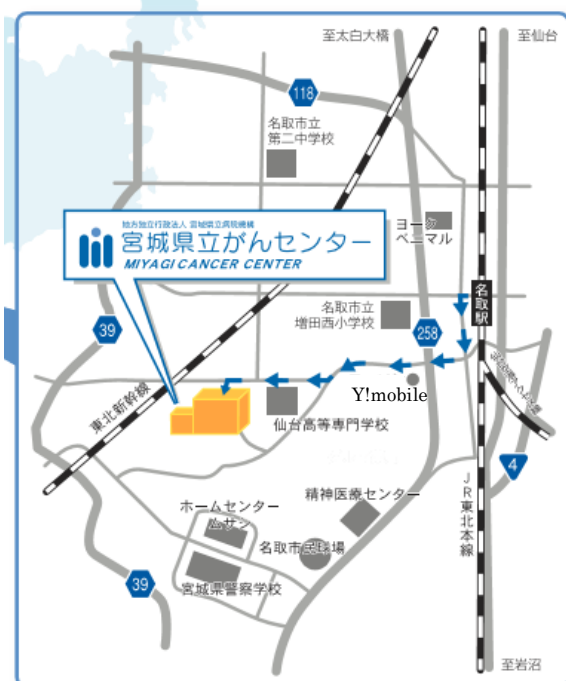 至太白大橋
至仙台
118
名取市立
第二中学校
地方独立行政法人 宮城県立病院機構
宮城県立がんセンター
MIYAGI CANCER CENTER
ヨーク
ベニマル
名取駅
名取市立
増田西小学校
39
258
東北新幹線
Y!mobile
仙台高等専門学校
4
JR東北本線
精神医療センター
ホームセンター
ムサシ
名取市民球場
39
宮城県警察学校
至岩沼